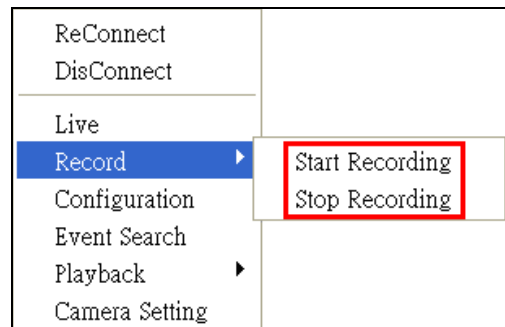 ReConnect
DisConnect
Live
Record
Start Recording
Configuration
Stop Recording
Event Search
Playback
Camera Setting